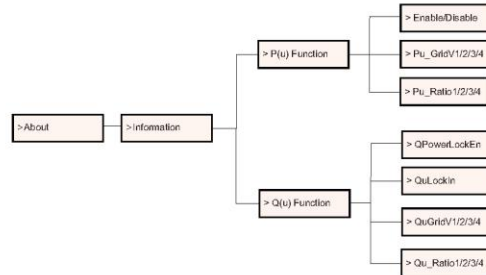 > Enable/Disable
> P(u) Function
> Pu_GridV1/2/3/4
> Pu_Ratio1/2/3/4
>About
>Information
> QPowerLockEn
> QuLockIn
> Q(u) Function
> QuGridV1/2/3/4
> Qu_Ratio1/2/3/4